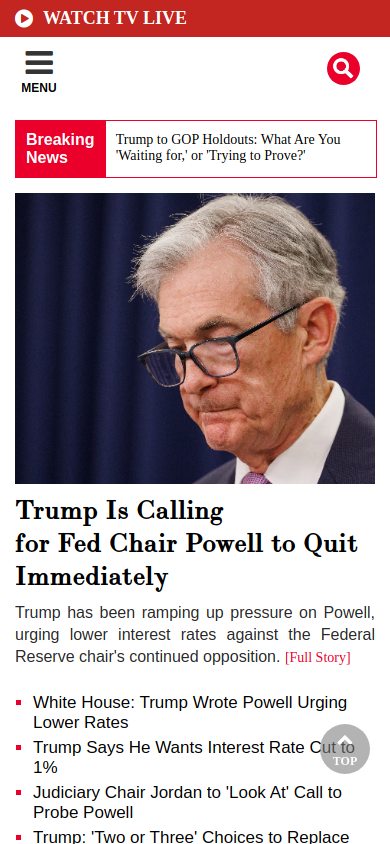 WATCH TV LIVE
MENU
Breaking
News
Trump to GOP Holdouts: What Are You
'Waiting for,' or 'Trying to Prove?'
Trump Is Calling
for Fed Chair Powell to Quit
Immediately
Trump has been ramping up pressure on Powell,
urging lower interest rates against the Federal
Reserve chair's continued opposition. [Full Story]
White House: Trump Wrote Powell Urging
Lower Rates
Trump Says He Wants Interest Rate Cut to
1%
TOP
Judiciary Chair Jordan to 'Look At' Call to
Probe Powell
Trump: 'Two or Three' Choices to Replace